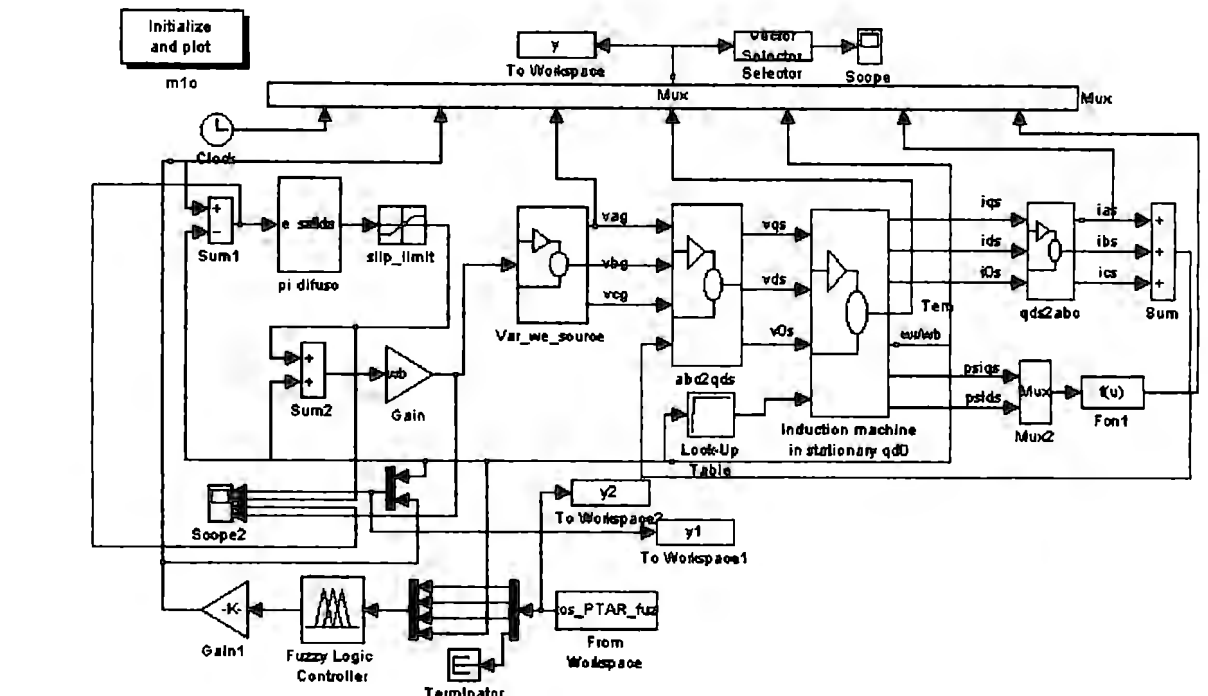 Initialize
and plot
m1o
y
To Workspace
Vector
Selector
Selector
Scope
Mux
Mux
Clock
+
−
Sum1
e salida
pi difuso
slip_limit
Var_we_source
vag
vbg
vcg
abc2qds
vqs
vds
v0s
Induction machine
in stationary qd0
iqs
ids
i0s
Tem
wr/wb
psiqs
psids
qds2abc
ias
ibs
ics
+
+
+
Sum
Mux
Mux2
f(u)
Fcn1
+
+
Sum2
wb
Gain
Look-Up
Table
Scope2
y2
To Workspace2
y1
To Workspace1
-K-
Gain1
Fuzzy Logic
Controller
Terminator
os_PTAR_fuz
From
Workspace